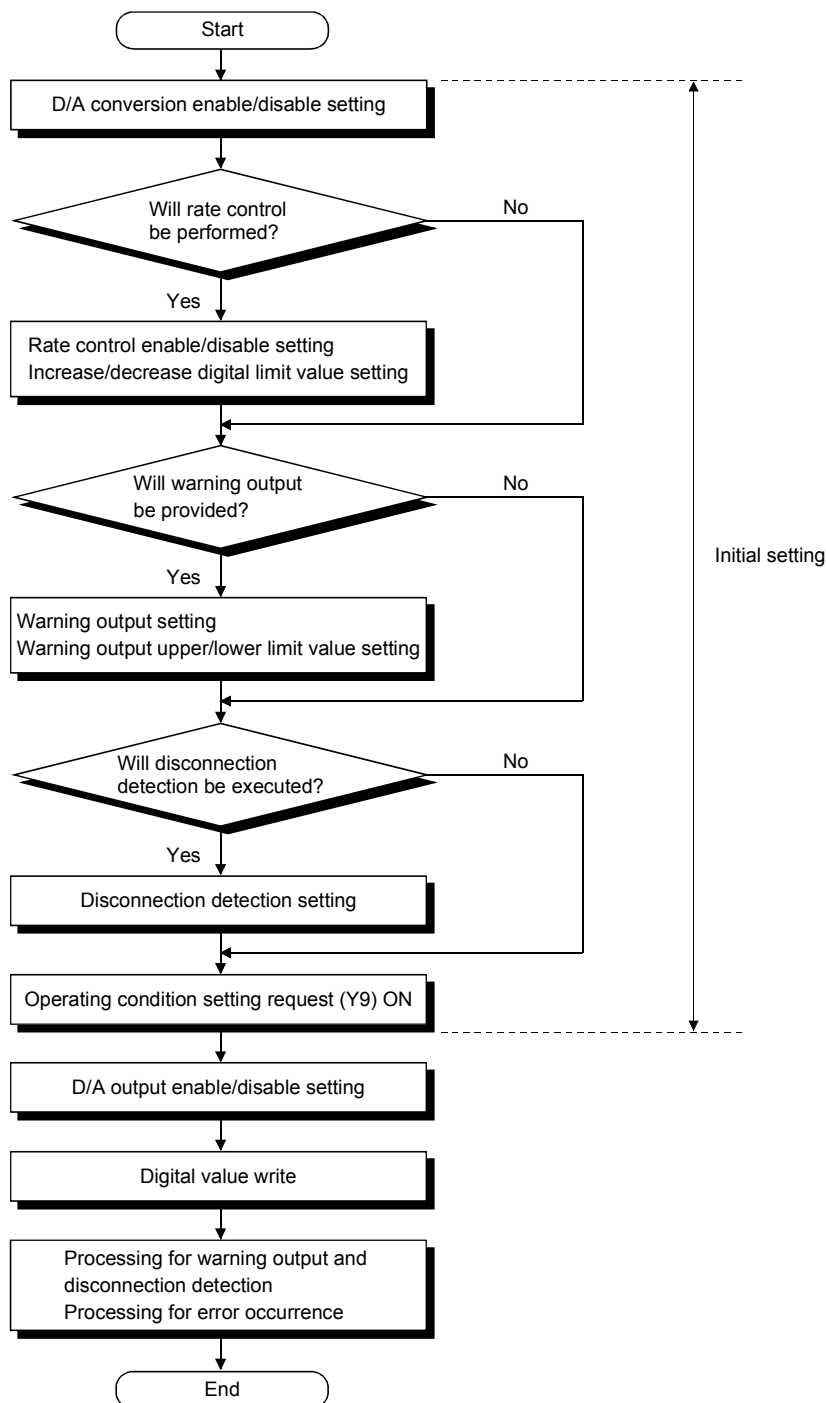 Start
D/A conversion enable/disable setting
Will rate control
be performed?
No
Yes
Rate control enable/disable setting
Increase/decrease digital limit value setting
Will warning output
be provided?
No
Initial setting
Yes
Warning output setting
Warning output upper/lower limit value setting
Will disconnection
detection be executed?
No
Yes
Disconnection detection setting
Operating condition setting request (Y9) ON
D/A output enable/disable setting
Digital value write
Processing for warning output and
disconnection detection
Processing for error occurrence
End